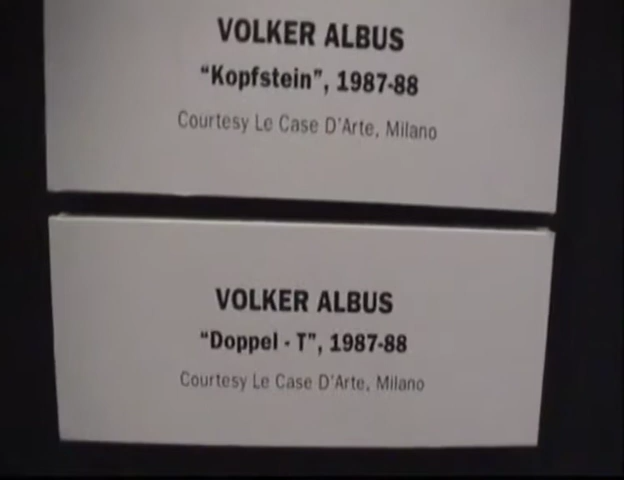 VOLKER ALBUS
“Kopfstein”, 1987-88
Courtesy Le Case D'Arte, Milano
VOLKER ALBUS
“Doppel - T”, 1987-88
Courtesy Le Case D'Arte, Milano